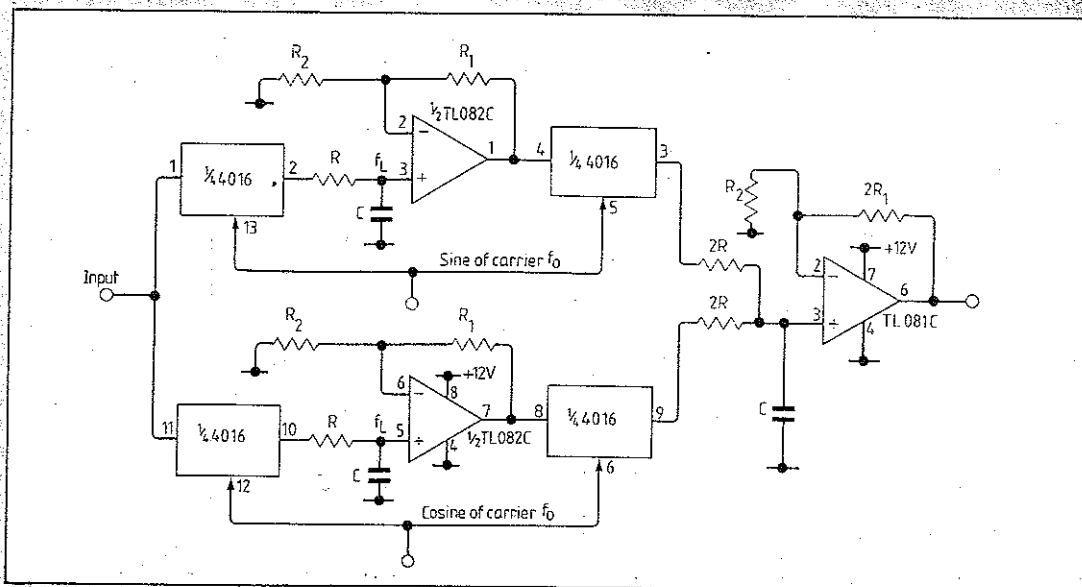 R2
R1
½TL082C
2
−
1
3
+
1
¼ 4016
2
R
fL
C
13
4
¼ 4016
3
5
Sine of carrier f0
Input
R2
2R1
2R
2R
+12V
2
−
7
6
3
+
4
TL081C
C
R2
R1
+12V
6
−
8
7
5
+
4
½TL082C
11
¼ 4016
10
R
fL
C
12
8
¼ 4016
9
6
Cosine of carrier f0